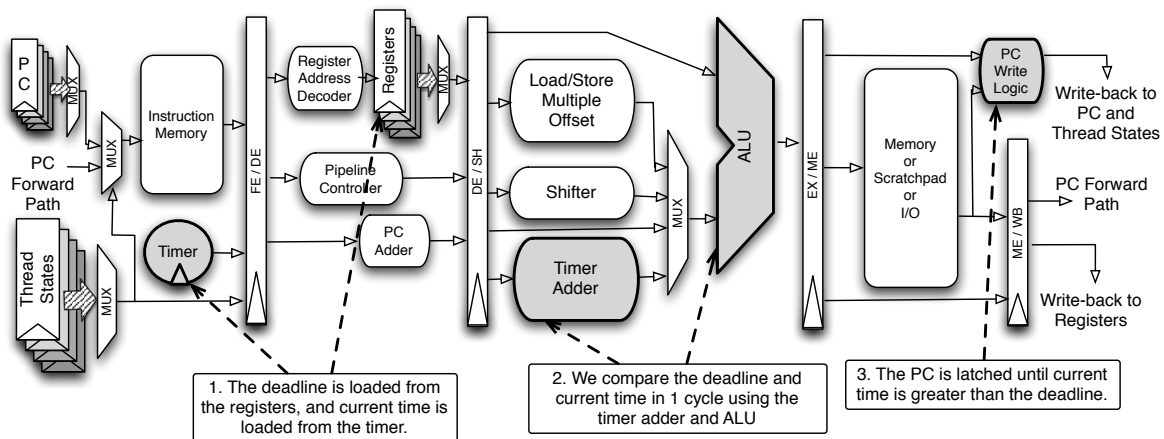 PC
MUX
PC
Forward
Path
MUX
Thread
States
MUX
Instruction
Memory
Timer
FE / DE
Register
Address
Decoder
Registers
MUX
Pipeline
Controller
PC
Adder
DE / SH
Load/Store
Multiple
Offset
Shifter
Timer
Adder
MUX
ALU
EX / ME
Memory
or
Scratchpad
or
I/O
PC
Write
Logic
ME / WB
Write-back to
PC and
Thread States
PC Forward
Path
Write-back to
Registers
1. The deadline is loaded from
the registers, and current time is
loaded from the timer.
2. We compare the deadline and
current time in 1 cycle using the
timer adder and ALU
3. The PC is latched until current
time is greater than the deadline.